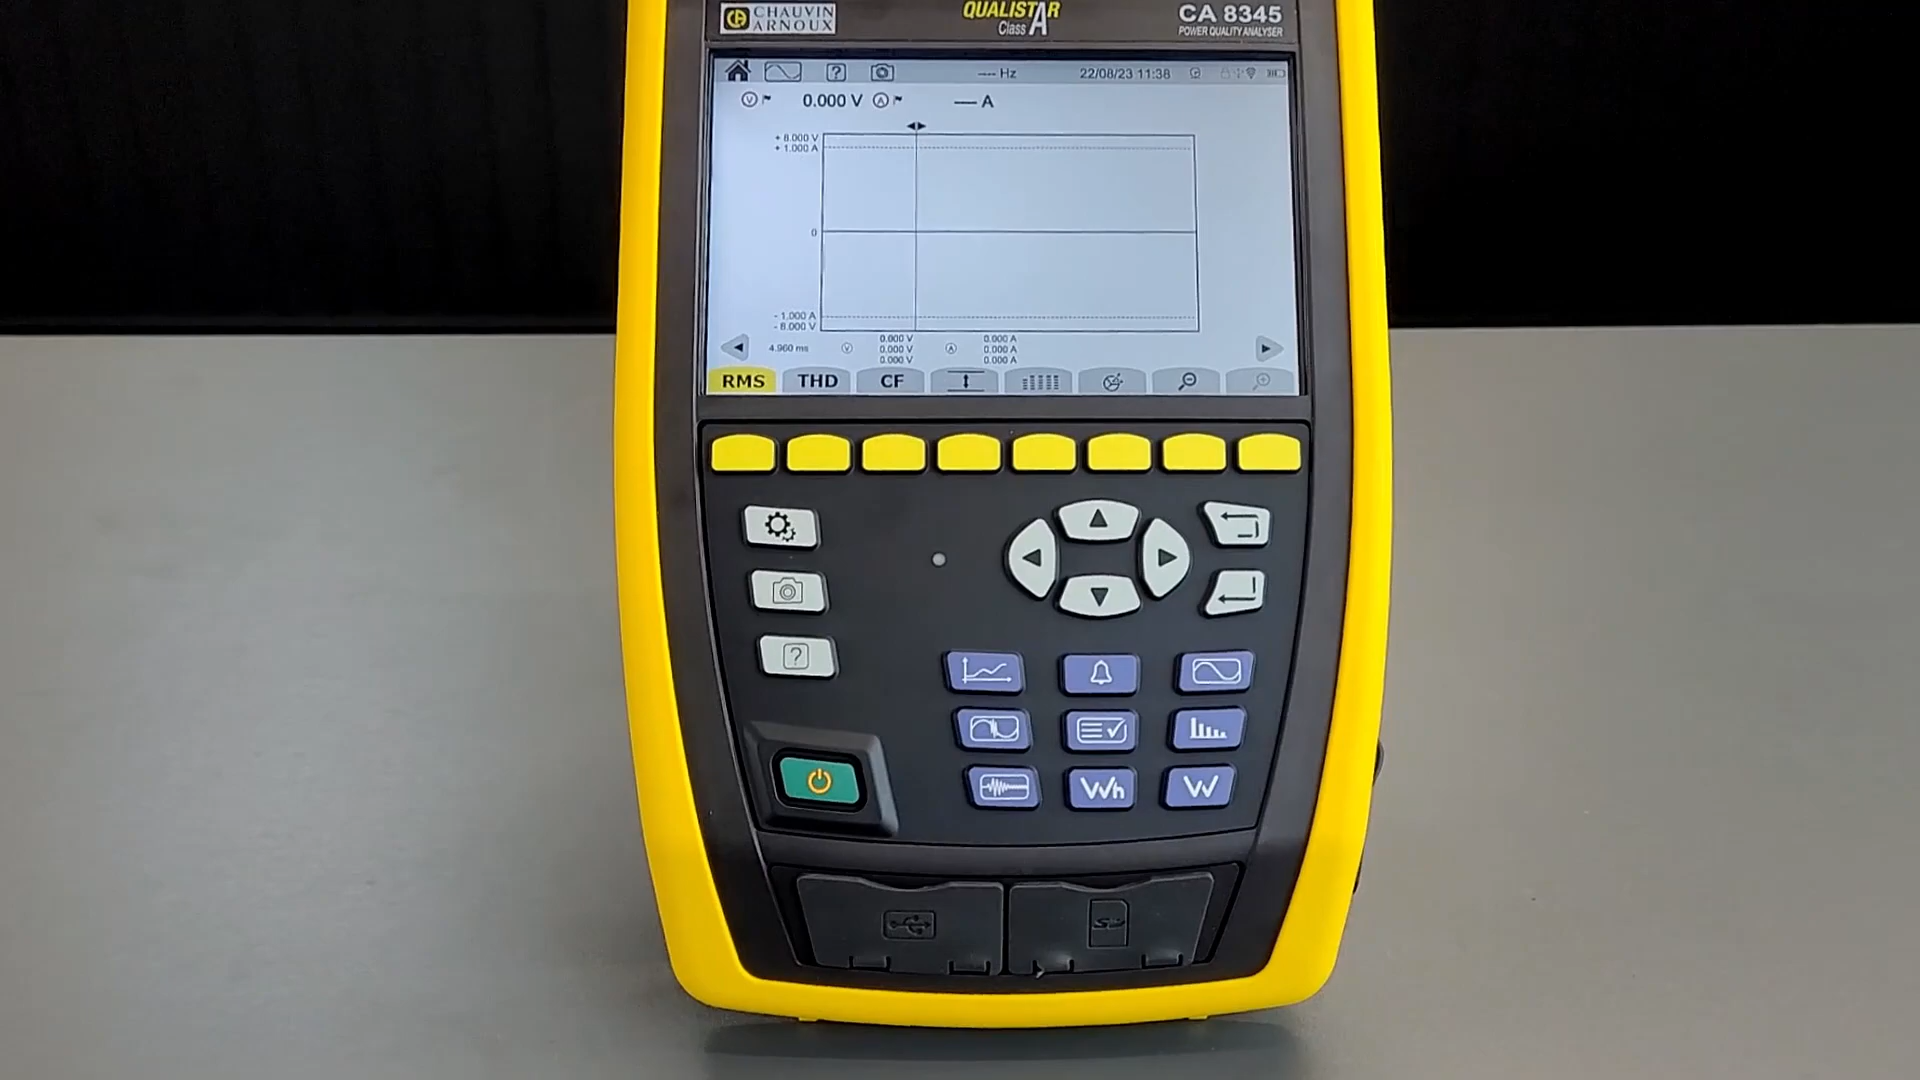 CHAUVIN
ARNOUX
QUALISTAR
Class A
CA 8345
POWER QUALITY ANALYSER
? --- Hz 22/08/23 11:38
V 0.000 V A --- A
+ 8.000 V
+ 1.000 A
0
- 1.000 A
- 8.000 V
4.960 ms V A
0.000 V 0.000 A
0.000 V 0.000 A
0.000 V 0.000 A
RMS THD CF
?
Wh W
SD